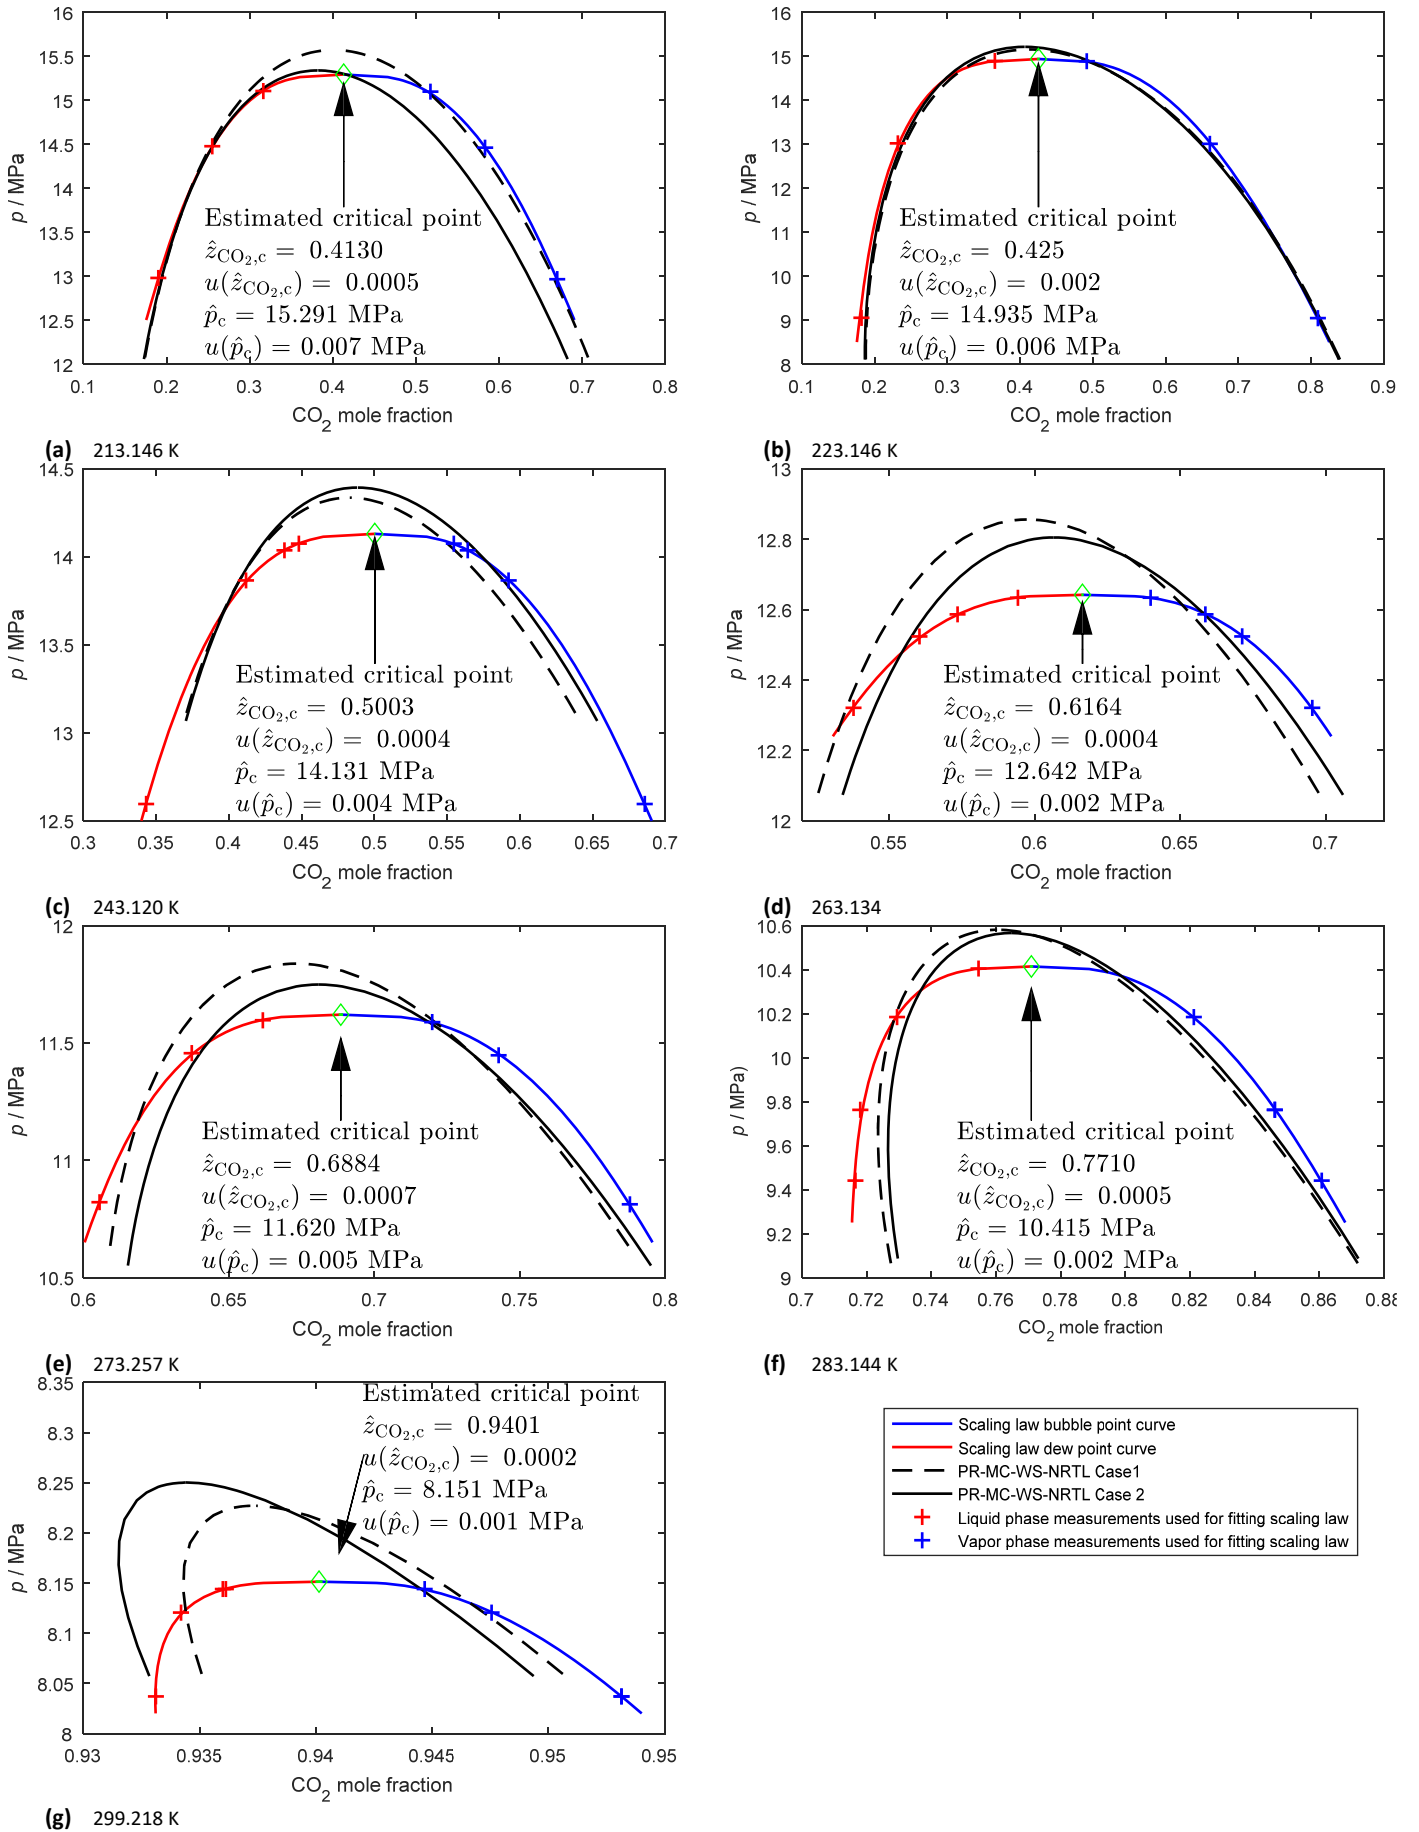 16
15.5
15
14.5
14
13.5
13
12.5
12
p / MPa
0.1 0.2 0.3 0.4 0.5 0.6 0.7 0.8
CO2 mole fraction
Estimated critical point
ẑCO2,c = 0.4130
u(ẑCO2,c) = 0.0005
p̂c = 15.291 MPa
u(p̂c) = 0.007 MPa
(a) 213.146 K
16
15
14
13
12
11
10
9
8
p / MPa
0.1 0.2 0.3 0.4 0.5 0.6 0.7 0.8 0.9
CO2 mole fraction
Estimated critical point
ẑCO2,c = 0.425
u(ẑCO2,c) = 0.002
p̂c = 14.935 MPa
u(p̂c) = 0.006 MPa
(b) 223.146 K
14.5
14
13.5
13
12.5
p / MPa
0.3 0.35 0.4 0.45 0.5 0.55 0.6 0.65 0.7
CO2 mole fraction
Estimated critical point
ẑCO2,c = 0.5003
u(ẑCO2,c) = 0.0004
p̂c = 14.131 MPa
u(p̂c) = 0.004 MPa
(c) 243.120 K
13
12.8
12.6
12.4
12.2
12
p / MPa
0.55 0.6 0.65 0.7
CO2 mole fraction
Estimated critical point
ẑCO2,c = 0.6164
u(ẑCO2,c) = 0.0004
p̂c = 12.642 MPa
u(p̂c) = 0.002 MPa
(d) 263.134
12
11.5
11
10.5
p / MPa
0.6 0.65 0.7 0.75 0.8
CO2 mole fraction
Estimated critical point
ẑCO2,c = 0.6884
u(ẑCO2,c) = 0.0007
p̂c = 11.620 MPa
u(p̂c) = 0.005 MPa
(e) 273.257 K
10.6
10.4
10.2
10
9.8
9.6
9.4
9.2
9
p / MPa)
0.7 0.72 0.74 0.76 0.78 0.8 0.82 0.84 0.86 0.88
CO2 mole fraction
Estimated critical point
ẑCO2,c = 0.7710
u(ẑCO2,c) = 0.0005
p̂c = 10.415 MPa
u(p̂c) = 0.002 MPa
(f) 283.144 K
8.35
8.3
8.25
8.2
8.15
8.1
8.05
8
p / MPa
0.93 0.935 0.94 0.945 0.95 0.95
CO2 mole fraction
Estimated critical point
ẑCO2,c = 0.9401
u(ẑCO2,c) = 0.0002
p̂c = 8.151 MPa
u(p̂c) = 0.001 MPa
(g) 299.218 K
Scaling law bubble point curve
Scaling law dew point curve
PR-MC-WS-NRTL Case1
PR-MC-WS-NRTL Case 2
Liquid phase measurements used for fitting scaling law
Vapor phase measurements used for fitting scaling law